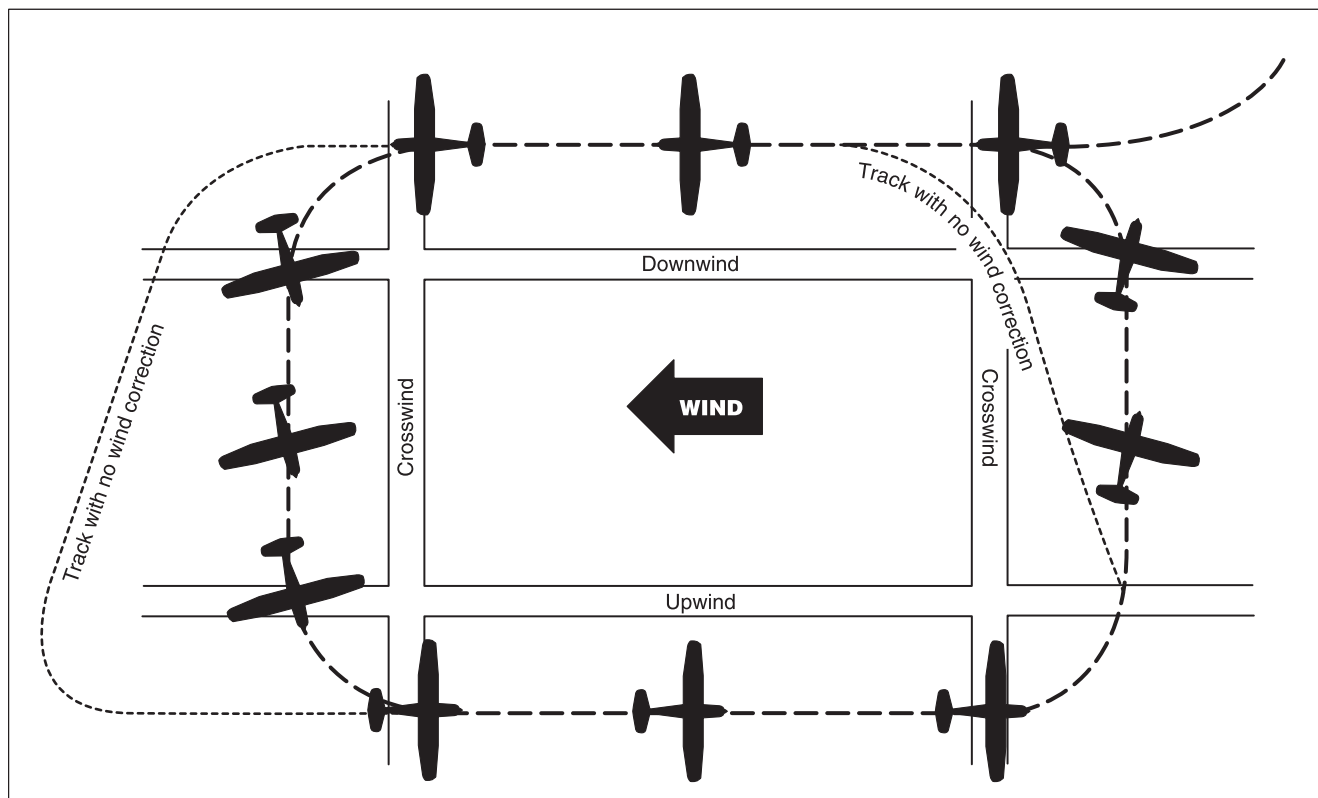 Track with no wind correction
Downwind
Track with no wind correction
Crosswind
WIND
Crosswind
Upwind